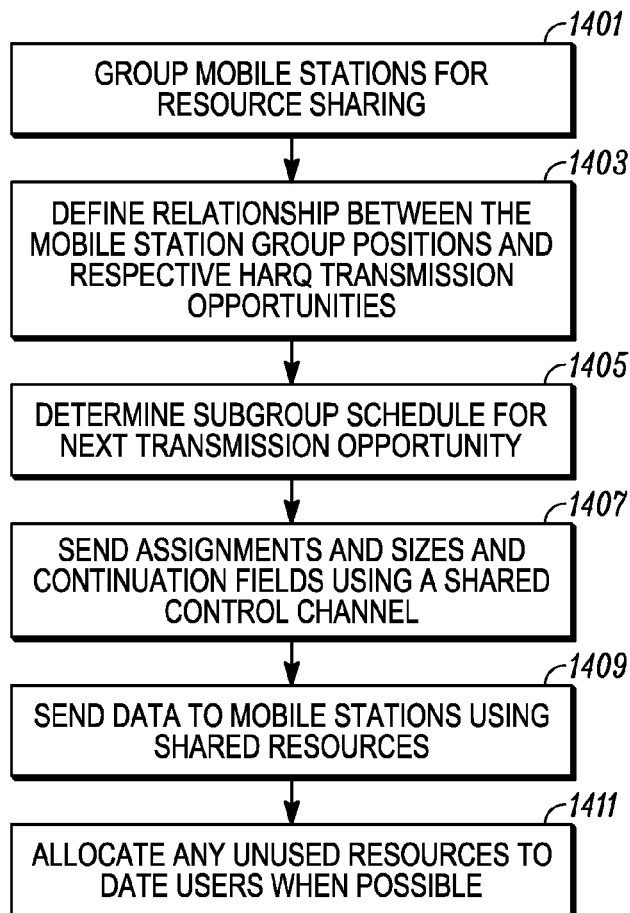 1401
GROUP MOBILE STATIONS FOR
RESOURCE SHARING
1403
DEFINE RELATIONSHIP BETWEEN THE
MOBILE STATION GROUP POSITIONS AND
RESPECTIVE HARQ TRANSMISSION
OPPORTUNITIES
1405
DETERMINE SUBGROUP SCHEDULE FOR
NEXT TRANSMISSION OPPORTUNITY
1407
SEND ASSIGNMENTS AND SIZES AND
CONTINUATION FIELDS USING A SHARED
CONTROL CHANNEL
1409
SEND DATA TO MOBILE STATIONS USING
SHARED RESOURCES
1411
ALLOCATE ANY UNUSED RESOURCES TO
DATE USERS WHEN POSSIBLE